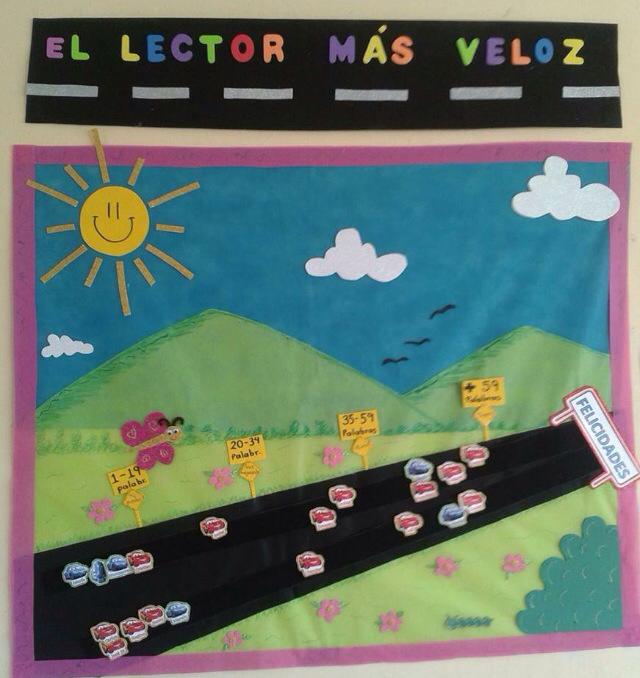 EL LECTOR MÁS VELOZ
1-19
palabr.
20-34
palabr.
35-59
Palabras
+ 59
Palabras
FELICIDADES